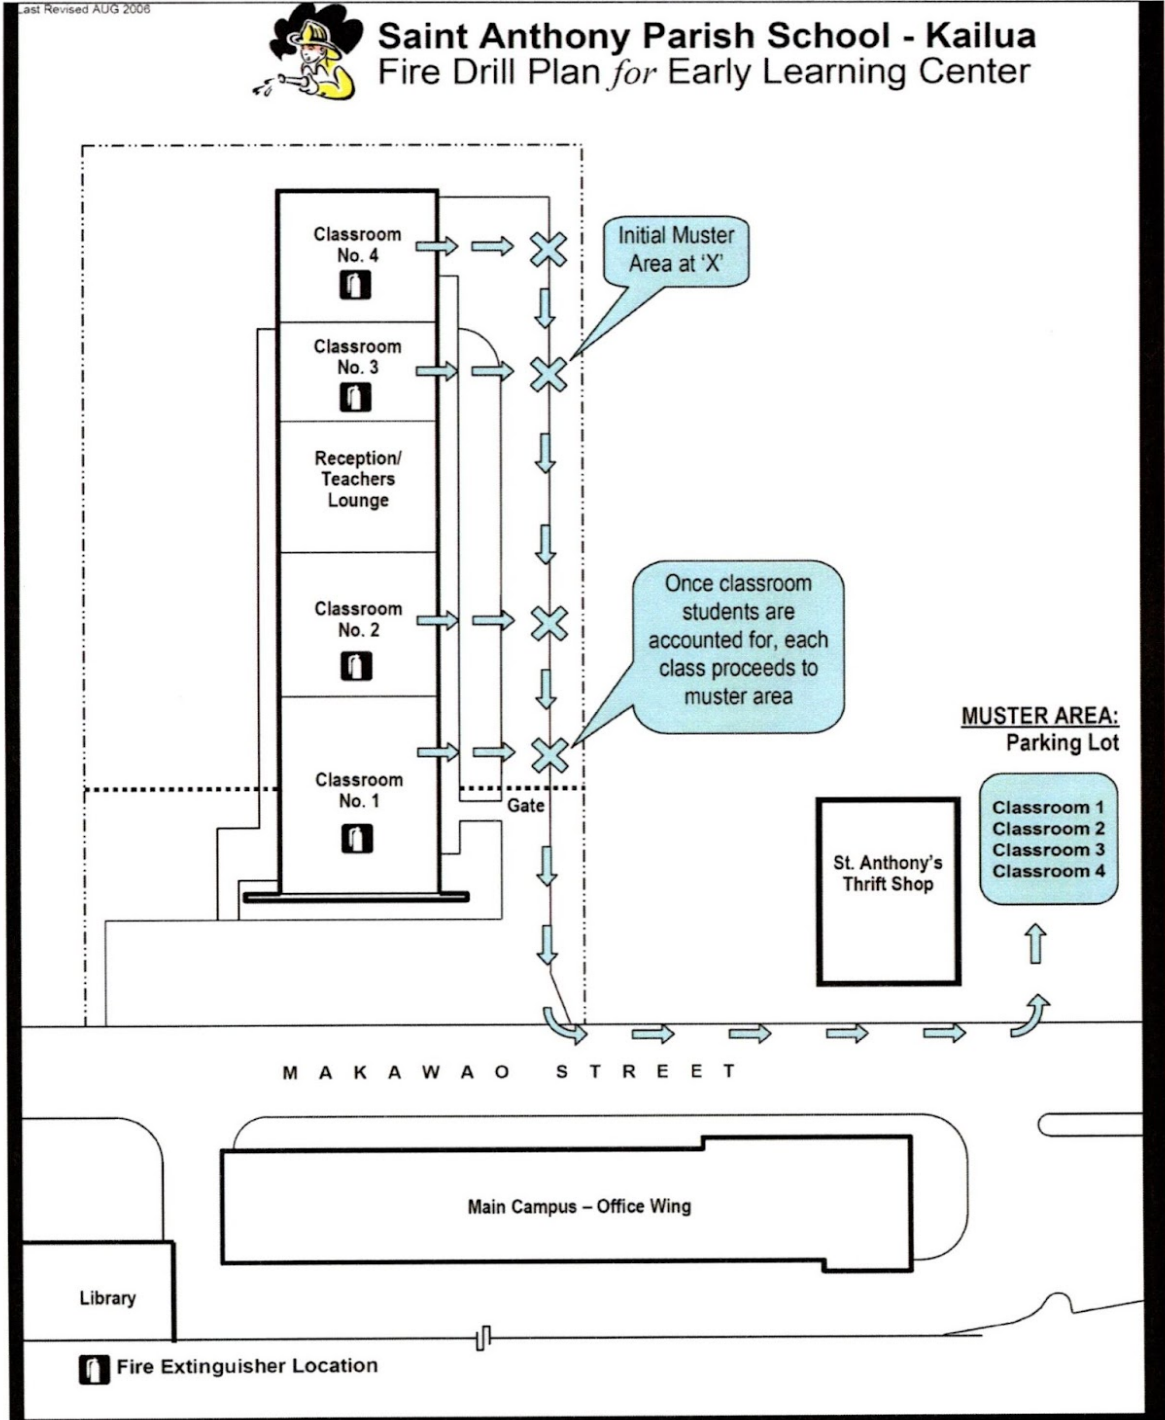 Last Revised AUG 2006
Saint Anthony Parish School - Kailua
Fire Drill Plan for Early Learning Center
Classroom
No. 4
Initial Muster
Area at ‘X’
Classroom
No. 3
Reception/
Teachers
Lounge
Once classroom
students are
accounted for, each
class proceeds to
muster area
Classroom
No. 2
MUSTER AREA:
Parking Lot
Classroom
No. 1
Gate
Classroom 1
Classroom 2
Classroom 3
Classroom 4
St. Anthony’s
Thrift Shop
MAKAWAO STREET
Main Campus – Office Wing
Library
Fire Extinguisher Location